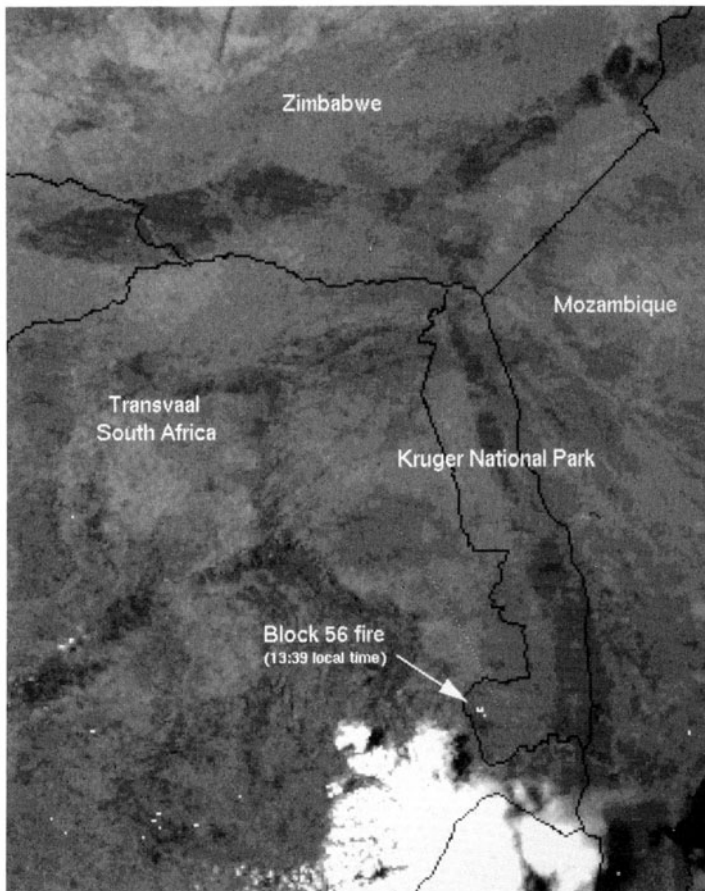 Zimbabwe
Mozambique
Transvaal
South Africa
Kruger National Park
Block 56 fire
(13:39 local time)